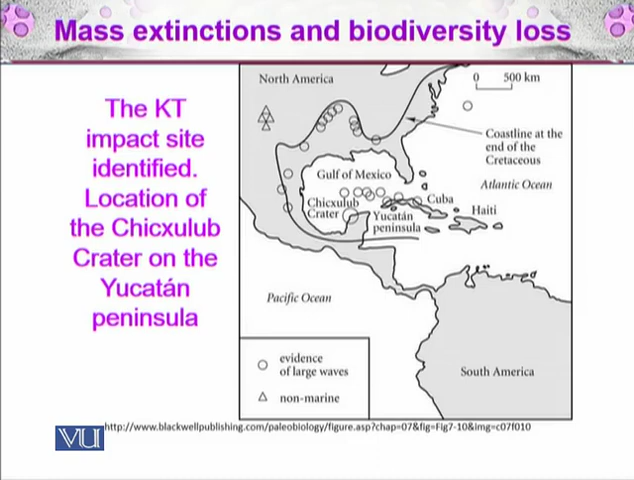 Mass extinctions and biodiversity loss
The KT
impact site
identified.
Location of
the Chicxulub
Crater on the
Yucatán
peninsula
North America
0 500 km
Coastline at the
end of the
Cretaceous
Gulf of Mexico
Atlantic Ocean
Chicxulub
Crater
Cuba
Haiti
Yucatán
peninsula
Pacific Ocean
South America
evidence
of large waves
non-marine
VU
http://www.blackwellpublishing.com/paleobiology/figure.asp?chap=07&fig=Fig7-10&img=c07f010